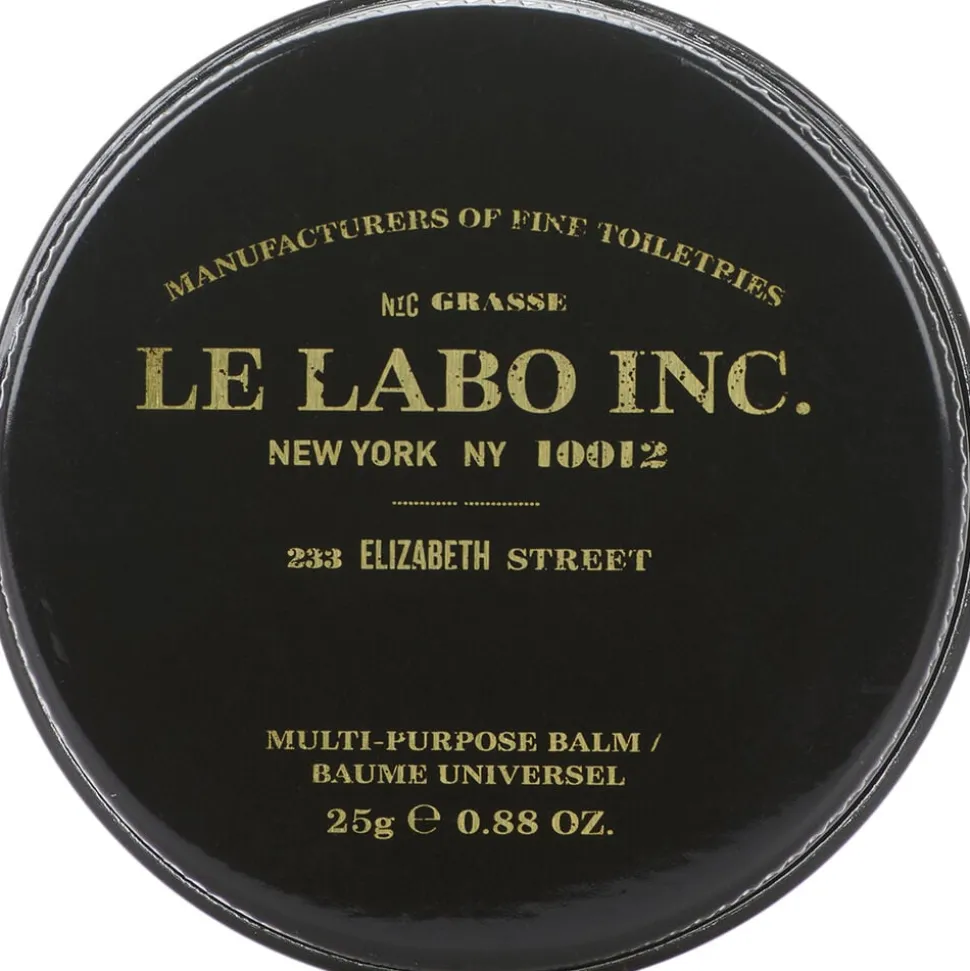 MANUFACTURERS OF FINE TOILETRIES
NYC GRASSE
LE LABO INC.
NEW YORK NY 10012
233 ELIZABETH STREET
MULTI-PURPOSE BALM /
BAUME UNIVERSEL
25g ℮ 0.88 OZ.